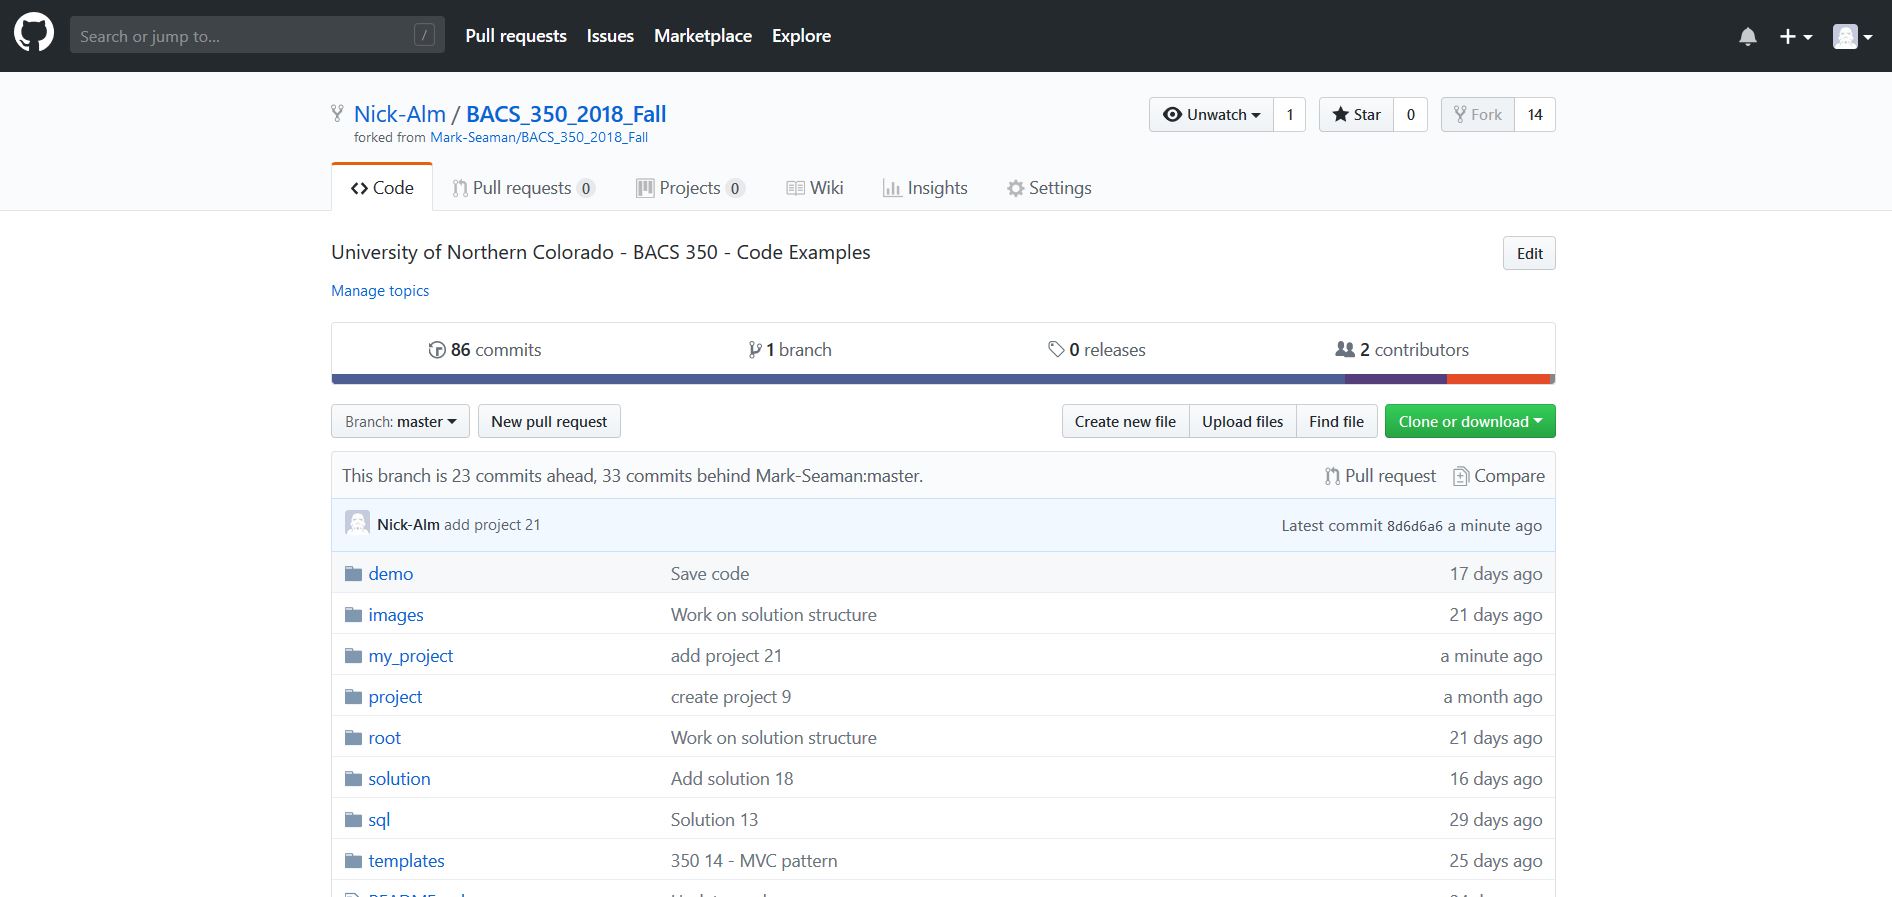 Search or jump to... / Pull requests Issues Marketplace Explore
Nick-Alm / BACS_350_2018_Fall Unwatch 1 Star 0 Fork 14
forked from Mark-Seaman/BACS_350_2018_Fall
Code Pull requests 0 Projects 0 Wiki Insights Settings
University of Northern Colorado - BACS 350 - Code Examples Edit
Manage topics
86 commits 1 branch 0 releases 2 contributors
Branch: master New pull request Create new file Upload files Find file Clone or download
This branch is 23 commits ahead, 33 commits behind Mark-Seaman:master. Pull request Compare
Nick-Alm add project 21 Latest commit 8d6d6a6 a minute ago
demo Save code 17 days ago
images Work on solution structure 21 days ago
my_project add project 21 a minute ago
project create project 9 a month ago
root Work on solution structure 21 days ago
solution Add solution 18 16 days ago
sql Solution 13 29 days ago
templates 350 14 - MVC pattern 25 days ago